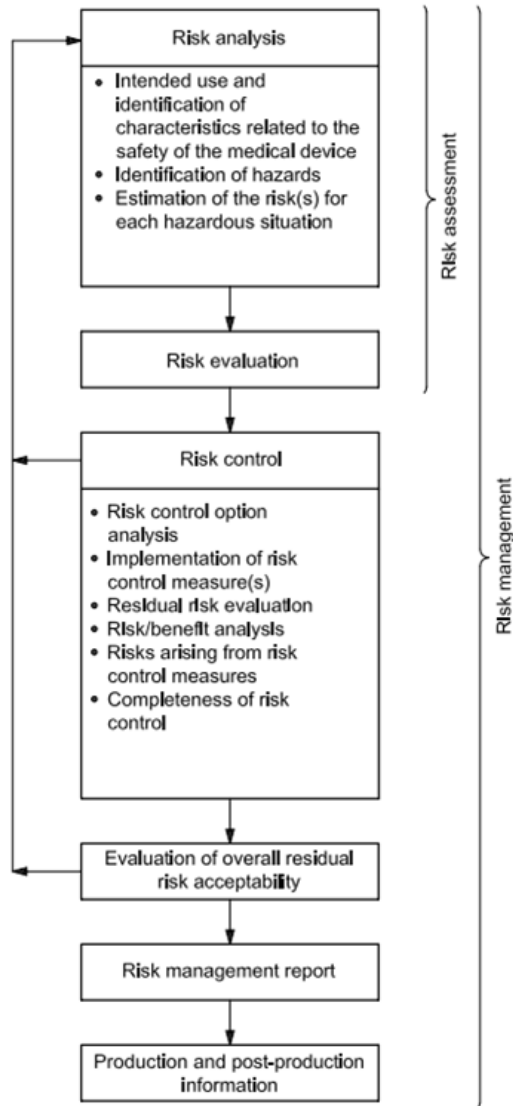 Risk analysis
• Intended use and
identification of
characteristics related to the
safety of the medical device
• Identification of hazards
• Estimation of the risk(s) for
each hazardous situation
Risk assessment
Risk evaluation
Risk control
• Risk control option
analysis
• Implementation of risk
control measure(s)
• Residual risk evaluation
• Risk/benefit analysis
• Risks arising from risk
control measures
• Completeness of risk
control
Risk management
Evaluation of overall residual
risk acceptability
Risk management report
Production and post-production
information